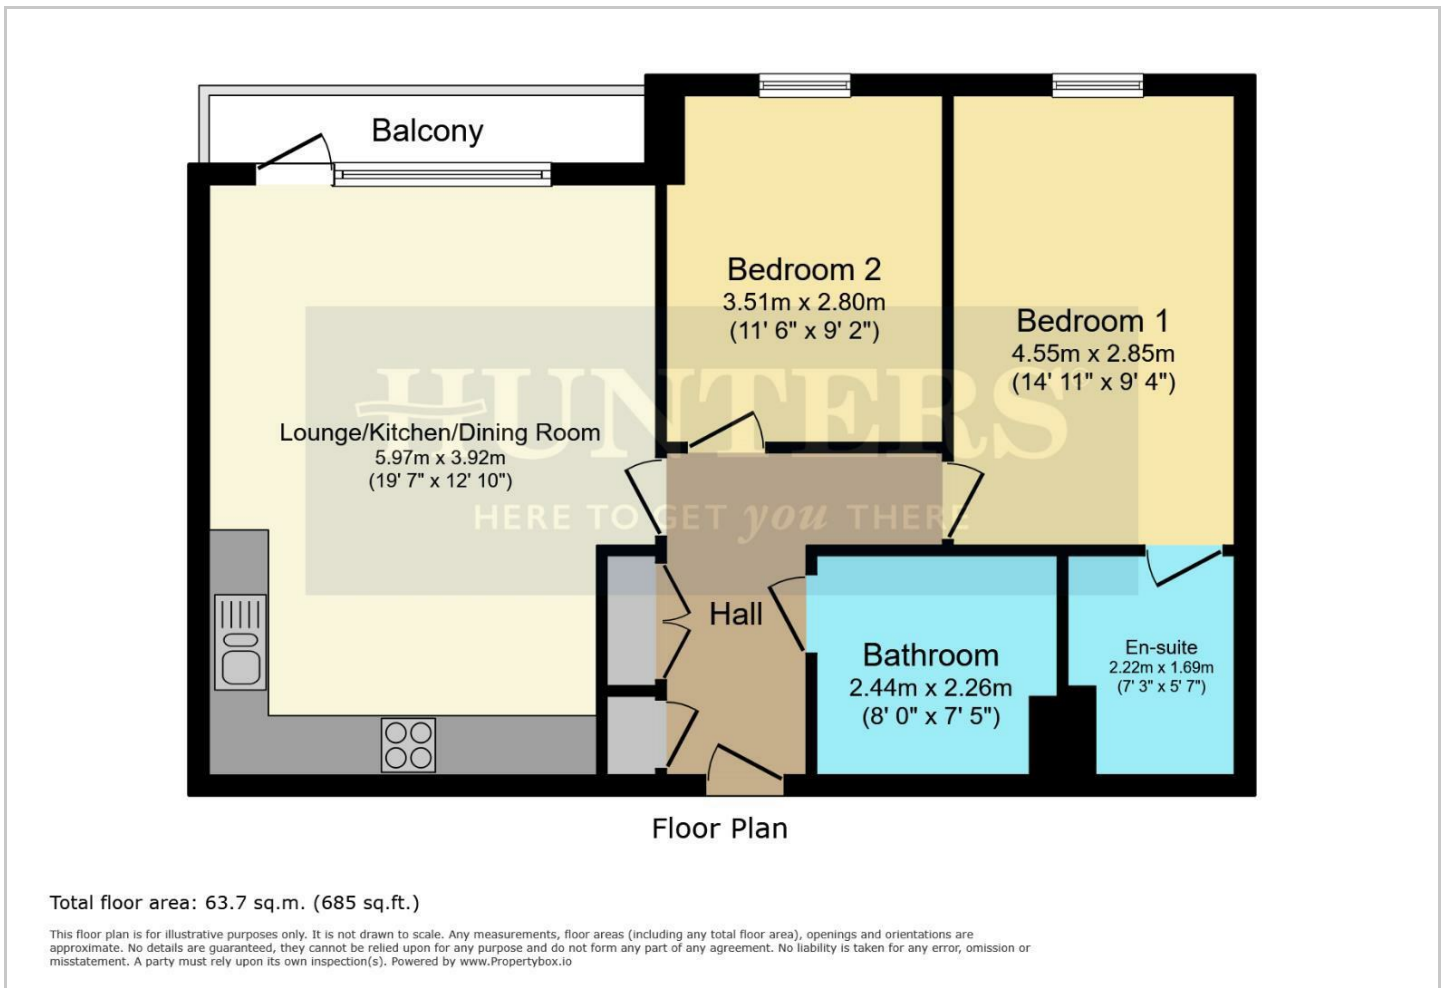 Balcony
Bedroom 2
3.51m x 2.80m
(11' 6" x 9' 2")
Bedroom 1
4.55m x 2.85m
(14' 11" x 9' 4")
HUNTERS
HERE TO GET you THERE
Lounge/Kitchen/Dining Room
5.97m x 3.92m
(19' 7" x 12' 10")
Hall
Bathroom
2.44m x 2.26m
(8' 0" x 7' 5")
En-suite
2.22m x 1.69m
(7' 3" x 5' 7")
Floor Plan
Total floor area: 63.7 sq.m. (685 sq.ft.)
This floor plan is for illustrative purposes only. It is not drawn to scale. Any measurements, floor areas (including any total floor area), openings and orientations are
approximate. No details are guaranteed, they cannot be relied upon for any purpose and do not form any part of any agreement. No liability is taken for any error, omission or
misstatement. A party must rely upon its own inspection(s). Powered by www.Propertybox.io